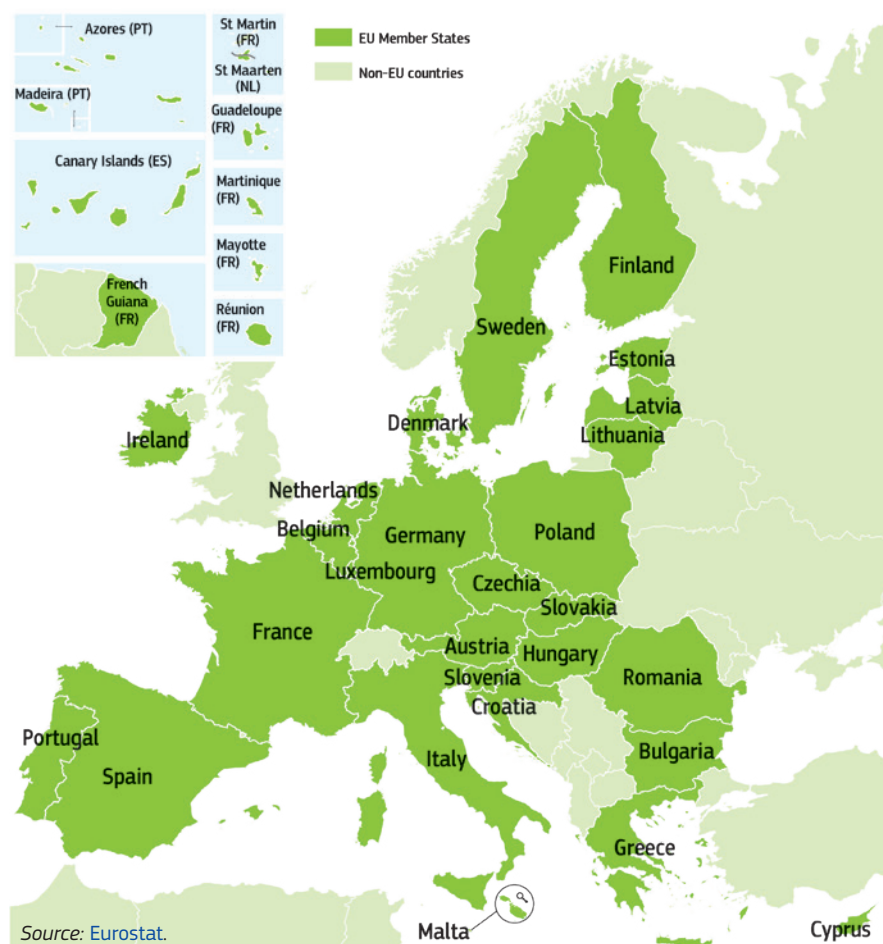 Azores (PT)
Madeira (PT)
Canary Islands (ES)
French
Guiana
(FR)
St Martin
(FR)
St Maarten
(NL)
Guadeloupe
(FR)
Martinique
(FR)
Mayotte
(FR)
Réunion
(FR)
EU Member States
Non-EU countries
Finland
Sweden
Estonia
Latvia
Lithuania
Denmark
Ireland
Netherlands
Belgium
Germany
Poland
Luxembourg
Czechia
Slovakia
France
Austria
Hungary
Slovenia
Romania
Croatia
Portugal
Spain
Italy
Bulgaria
Greece
Malta
Cyprus
Source: Eurostat.